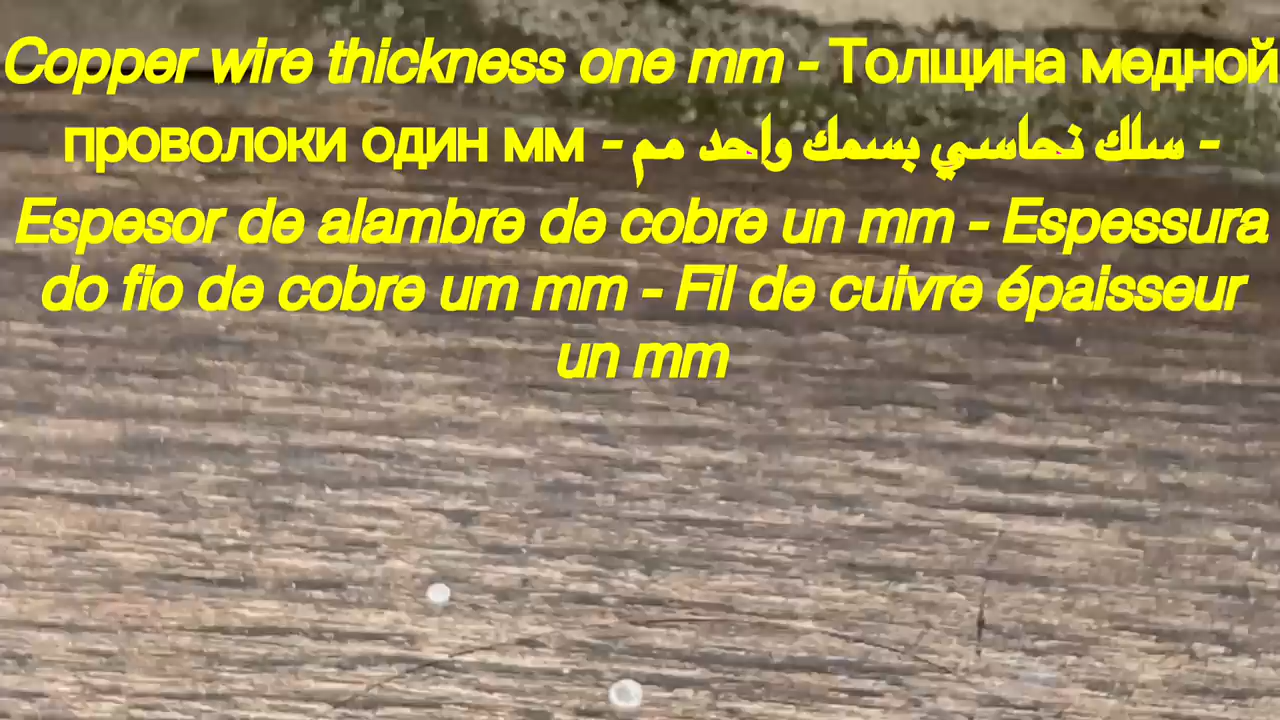 Copper wire thickness one mm - Толщина медной
проволоки один мм - سلك نحاسي بسمك واحد مم -
Espesor de alambre de cobre un mm - Espessura
do fio de cobre um mm - Fil de cuivre épaisseur
un mm